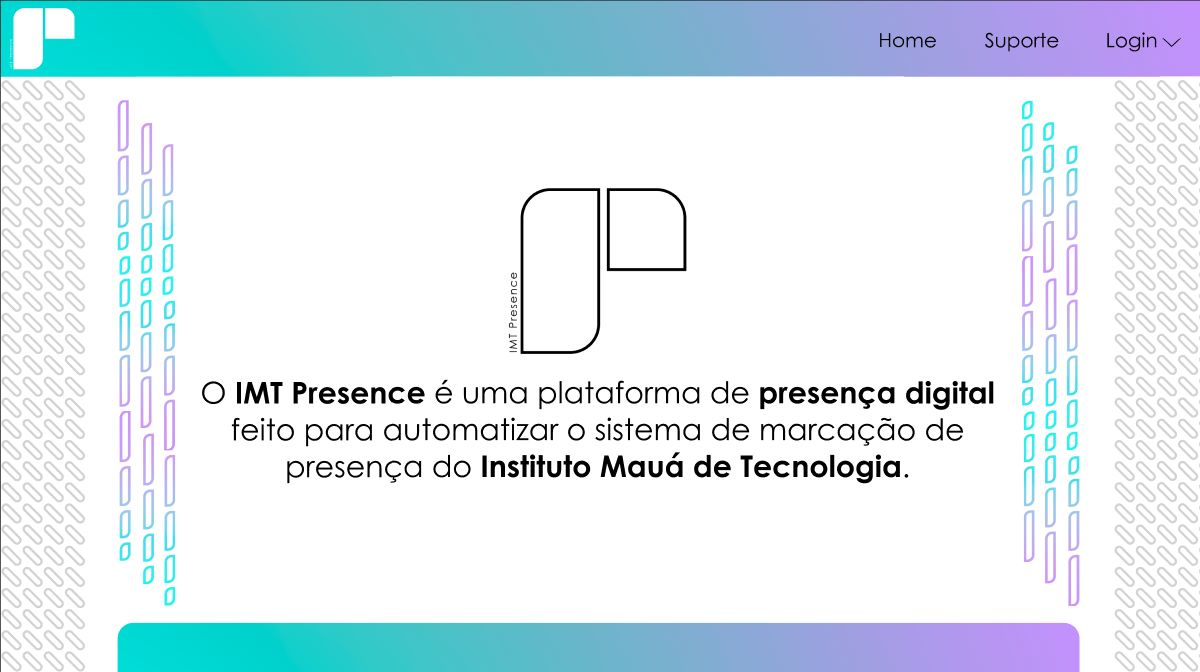 Home
Suporte
Login
IMT Presence
O IMT Presence é uma plataforma de presença digital
feito para automatizar o sistema de marcação de
presença do Instituto Mauá de Tecnologia.